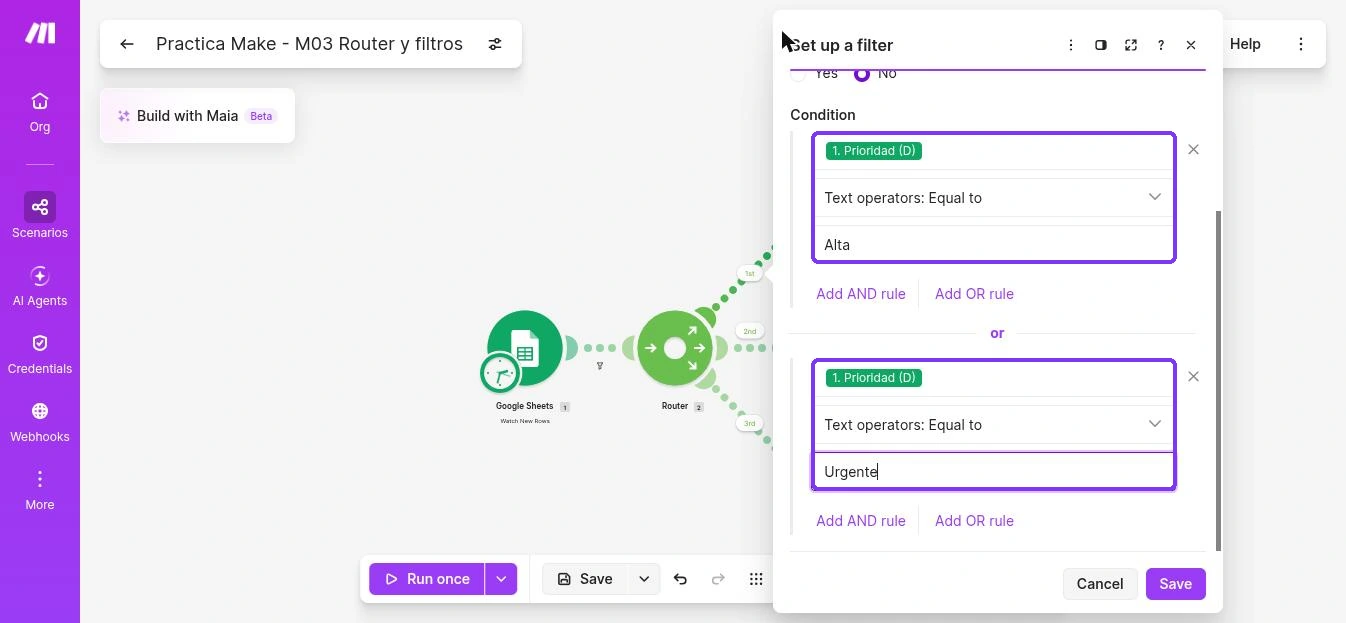 Practica Make - M03 Router y filtros
Build with Maia Beta
Org
Scenarios
AI Agents
Credentials
Webhooks
More
1st
2nd
3rd
Google Sheets 1
Watch New Rows
Router 2
Run once
Save
Help
Set up a filter
?
Yes No
Condition
1. Prioridad (D)
Text operators: Equal to
Alta
Add AND rule Add OR rule
or
1. Prioridad (D)
Text operators: Equal to
Urgente
Add AND rule Add OR rule
Cancel Save